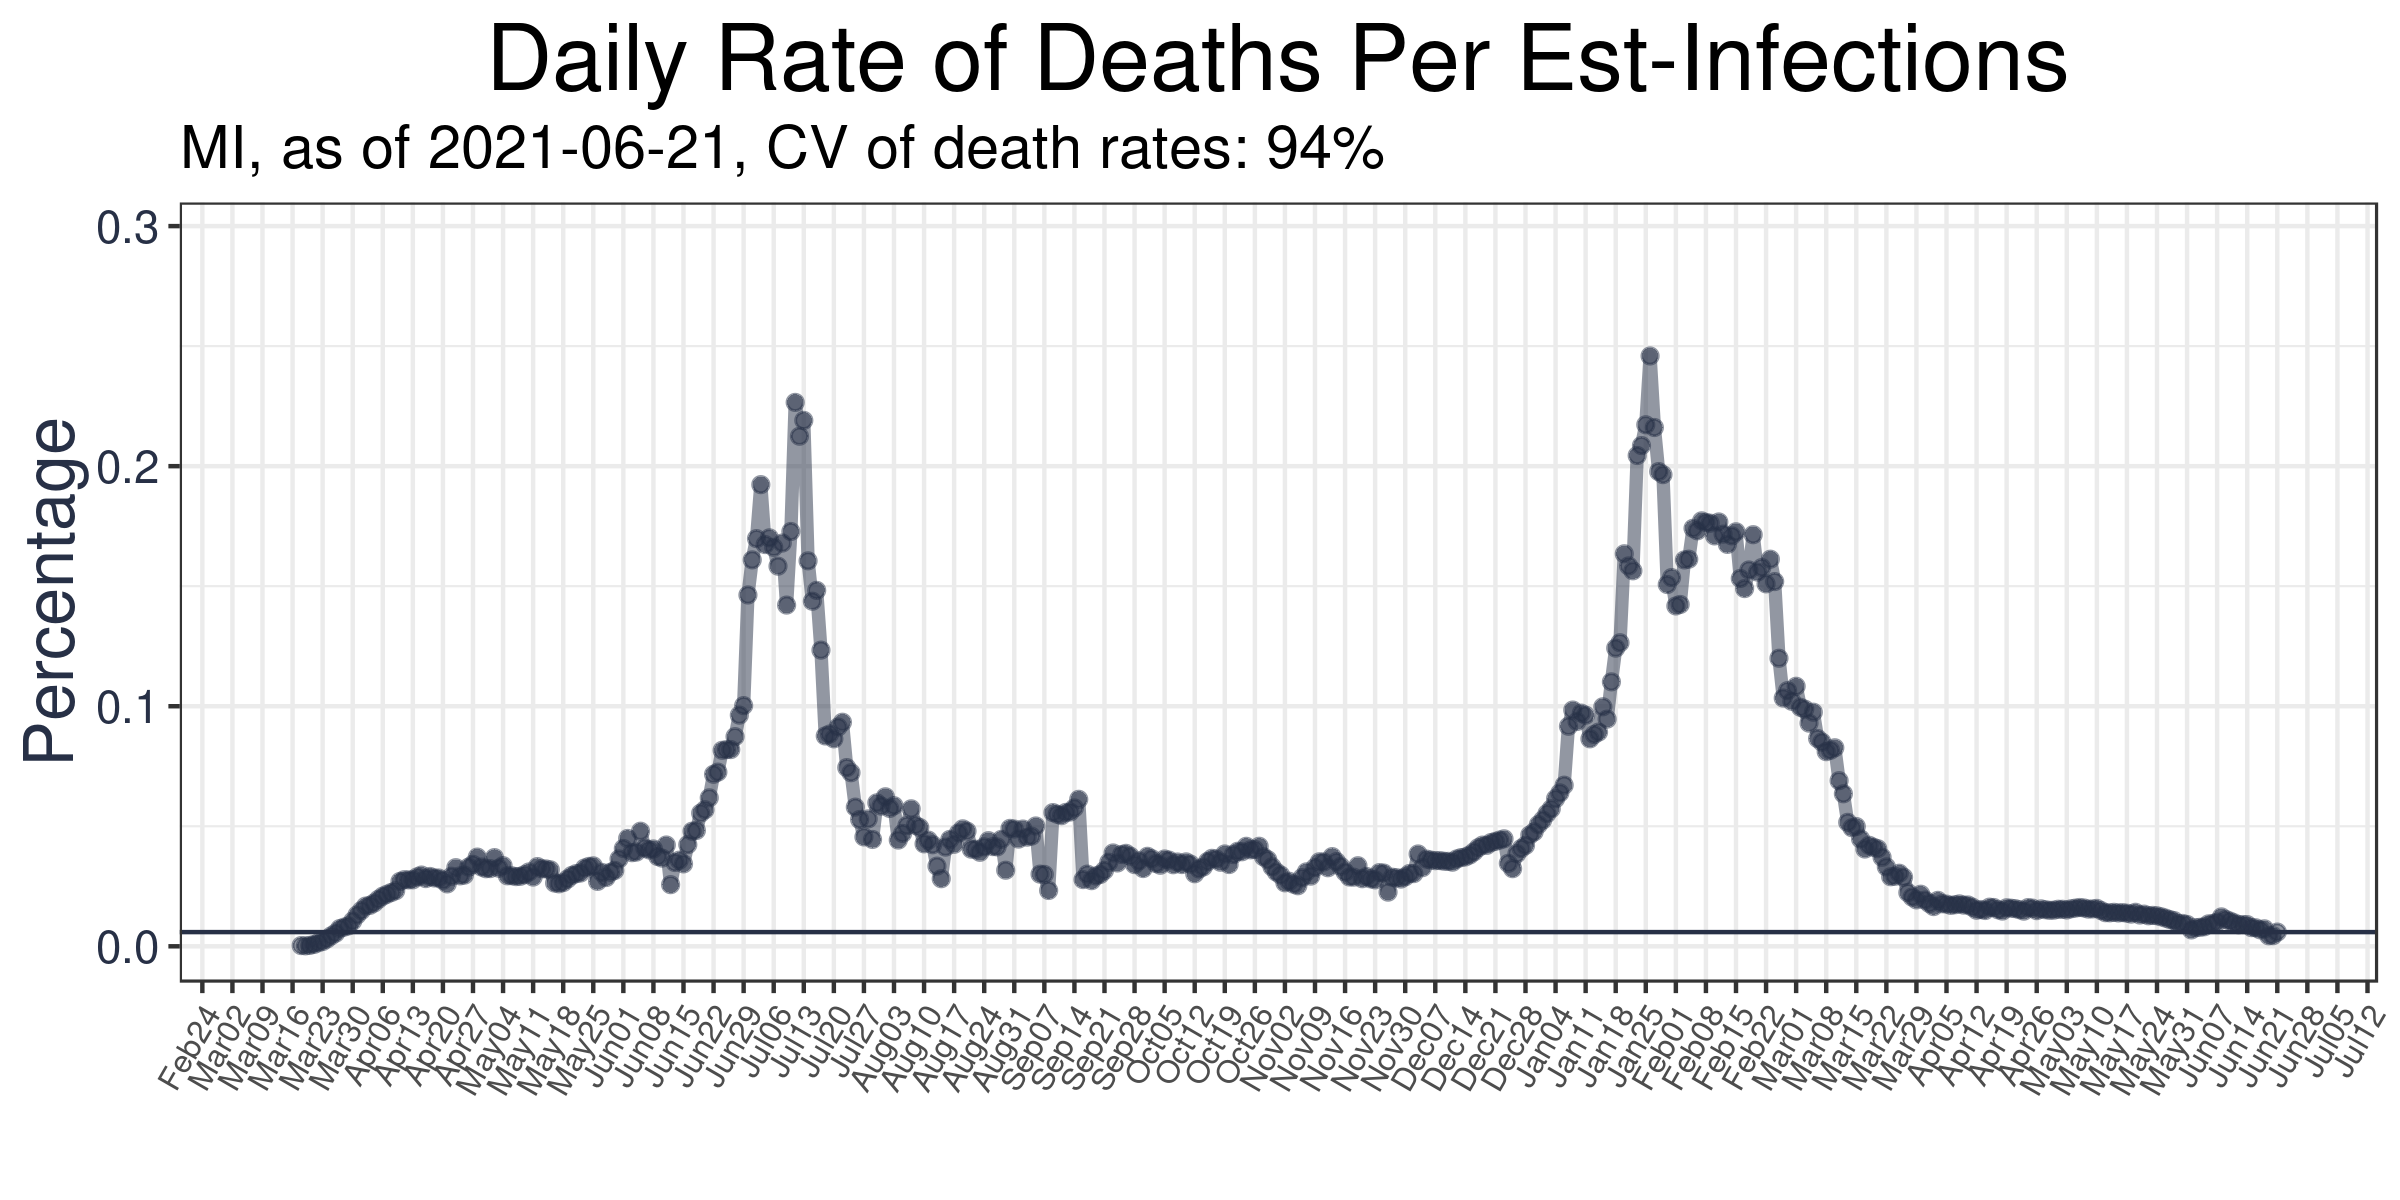 Daily Rate of Deaths Per Est-Infections
MI, as of 2021-06-21, CV of death rates: 94%
Percentage
0.3
0.2
0.1
0.0
Feb24
Mar02
Mar09
Mar16
Mar23
Mar30
Apr06
Apr13
Apr20
Apr27
May04
May11
May18
May25
Jun01
Jun08
Jun15
Jun22
Jun29
Jul06
Jul13
Jul20
Jul27
Aug03
Aug10
Aug17
Aug24
Aug31
Sep07
Sep14
Sep21
Sep28
Oct05
Oct12
Oct19
Oct26
Nov02
Nov09
Nov16
Nov23
Nov30
Dec07
Dec14
Dec21
Dec28
Jan04
Jan11
Jan18
Jan25
Feb01
Feb08
Feb15
Feb22
Mar01
Mar08
Mar15
Mar22
Mar29
Apr05
Apr12
Apr19
Apr26
May03
May10
May17
May24
May31
Jun07
Jun14
Jun21
Jun28
Jul05
Jul12